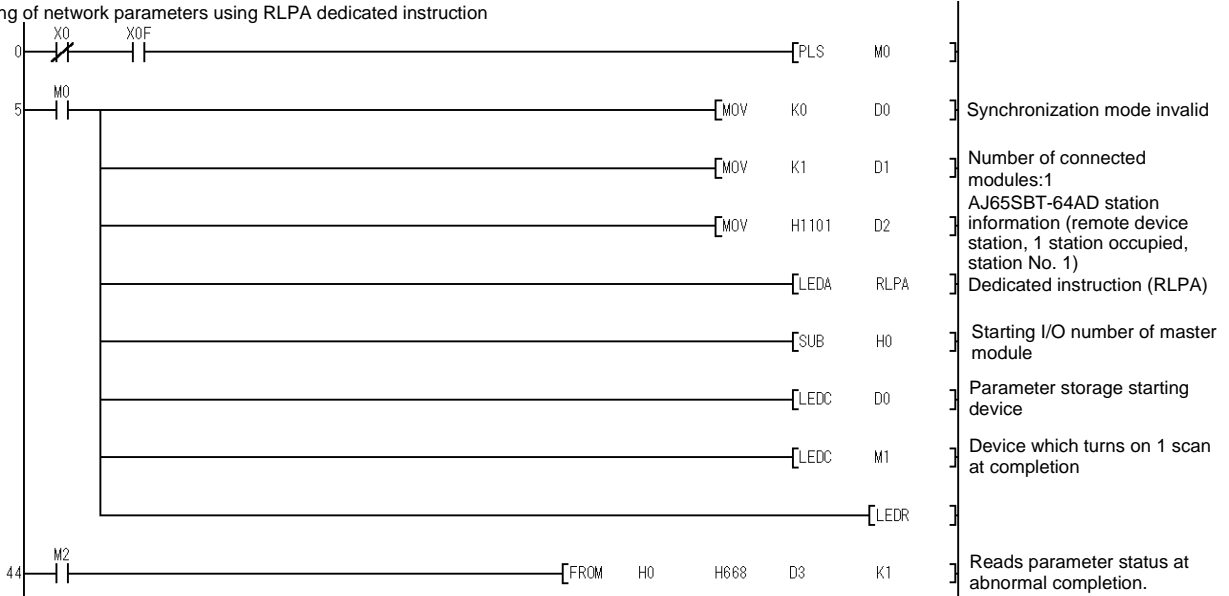 ng of network parameters using RLPA dedicated instruction
X0 X0F
0 PLS M0
M0
5 MOV K0 D0 Synchronization mode invalid
MOV K1 D1 Number of connected
modules:1
MOV H1101 D2 AJ65SBT-64AD station
information (remote device
station, 1 station occupied,
station No. 1)
LEDA RLPA Dedicated instruction (RLPA)
SUB H0 Starting I/O number of master
module
LEDC D0 Parameter storage starting
device
LEDC M1 Device which turns on 1 scan
at completion
LEDR
M2
44 FROM H0 H668 D3 K1 Reads parameter status at
abnormal completion.